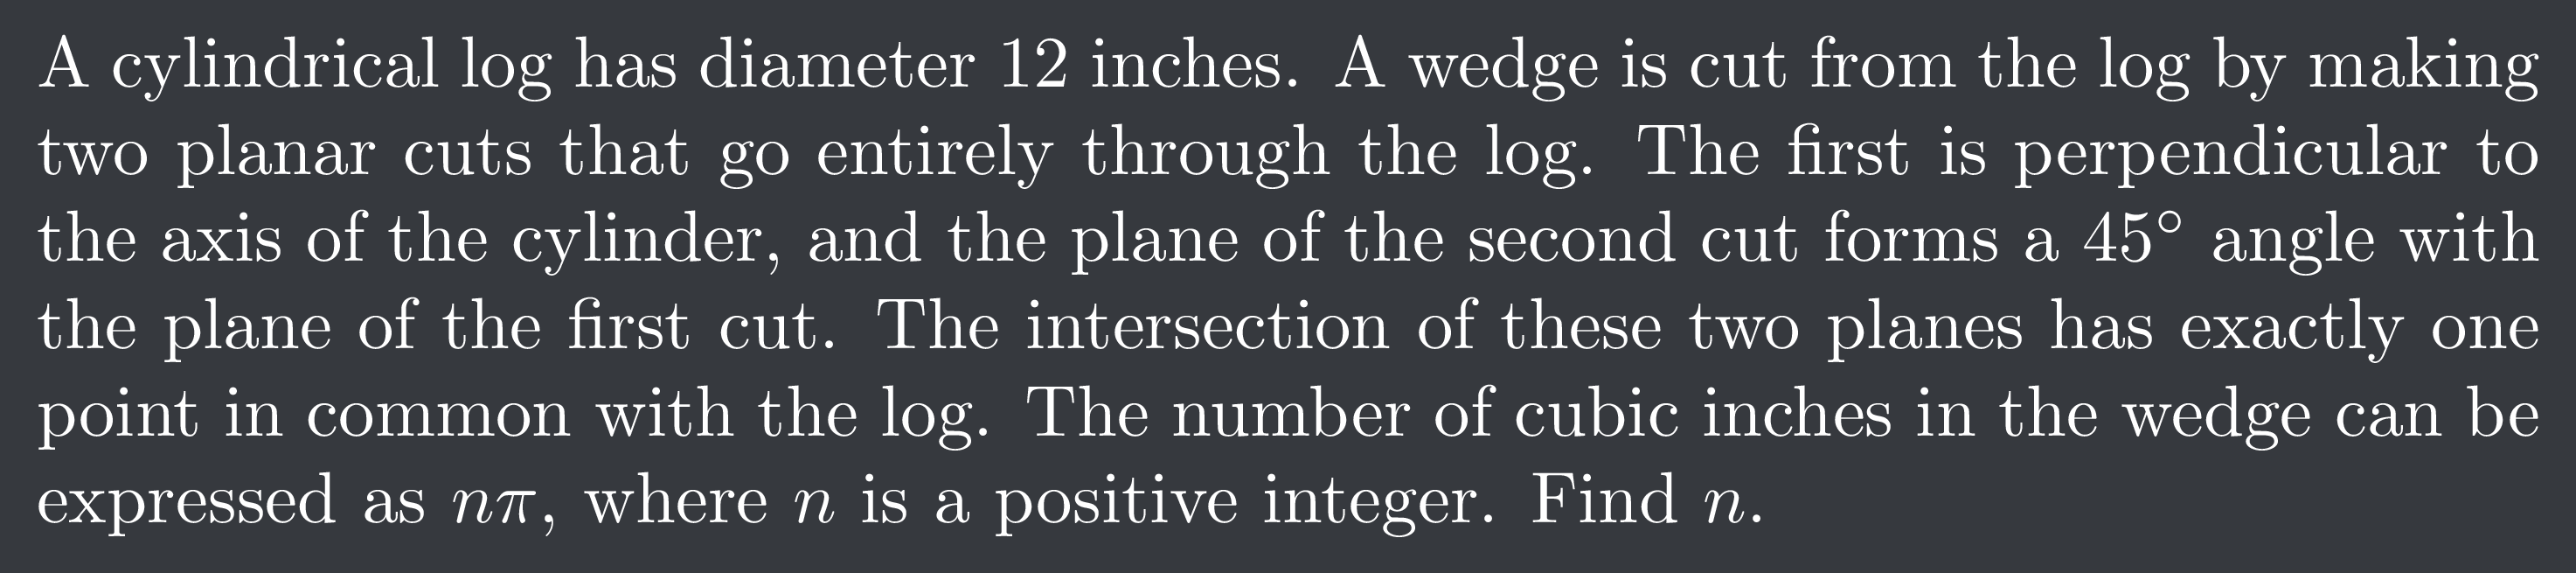 A cylindrical log has diameter 12 inches. A wedge is cut from the log by making
two planar cuts that go entirely through the log. The first is perpendicular to
the axis of the cylinder, and the plane of the second cut forms a 45° angle with
the plane of the first cut. The intersection of these two planes has exactly one
point in common with the log. The number of cubic inches in the wedge can be
expressed as nπ, where n is a positive integer. Find n.